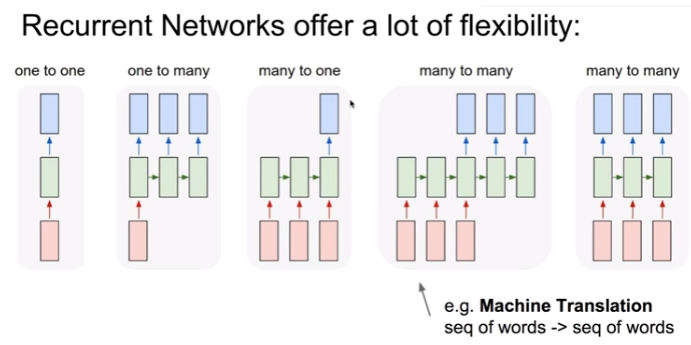 Recurrent Networks offer a lot of flexibility:
one to one
one to many
many to one
many to many
many to many
e.g. Machine Translation
seq of words -> seq of words